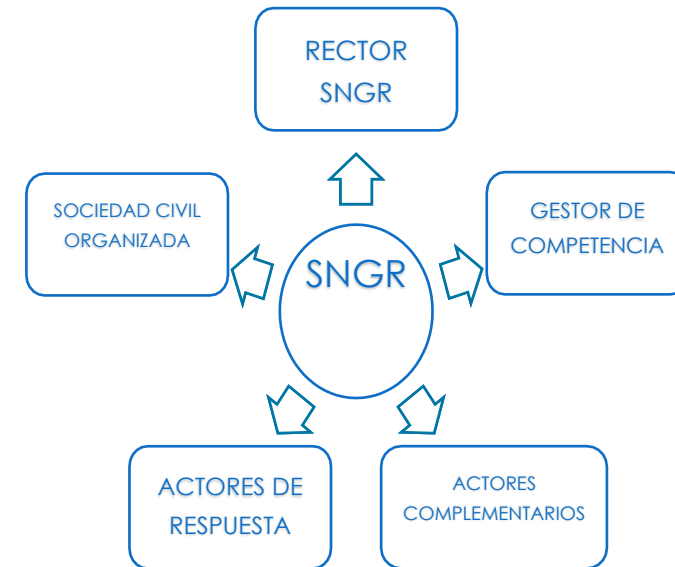 RECTOR
SNGR
SOCIEDAD CIVIL
ORGANIZADA
GESTOR DE
COMPETENCIA
SNGR
ACTORES DE
RESPUESTA
ACTORES
COMPLEMENTARIOS